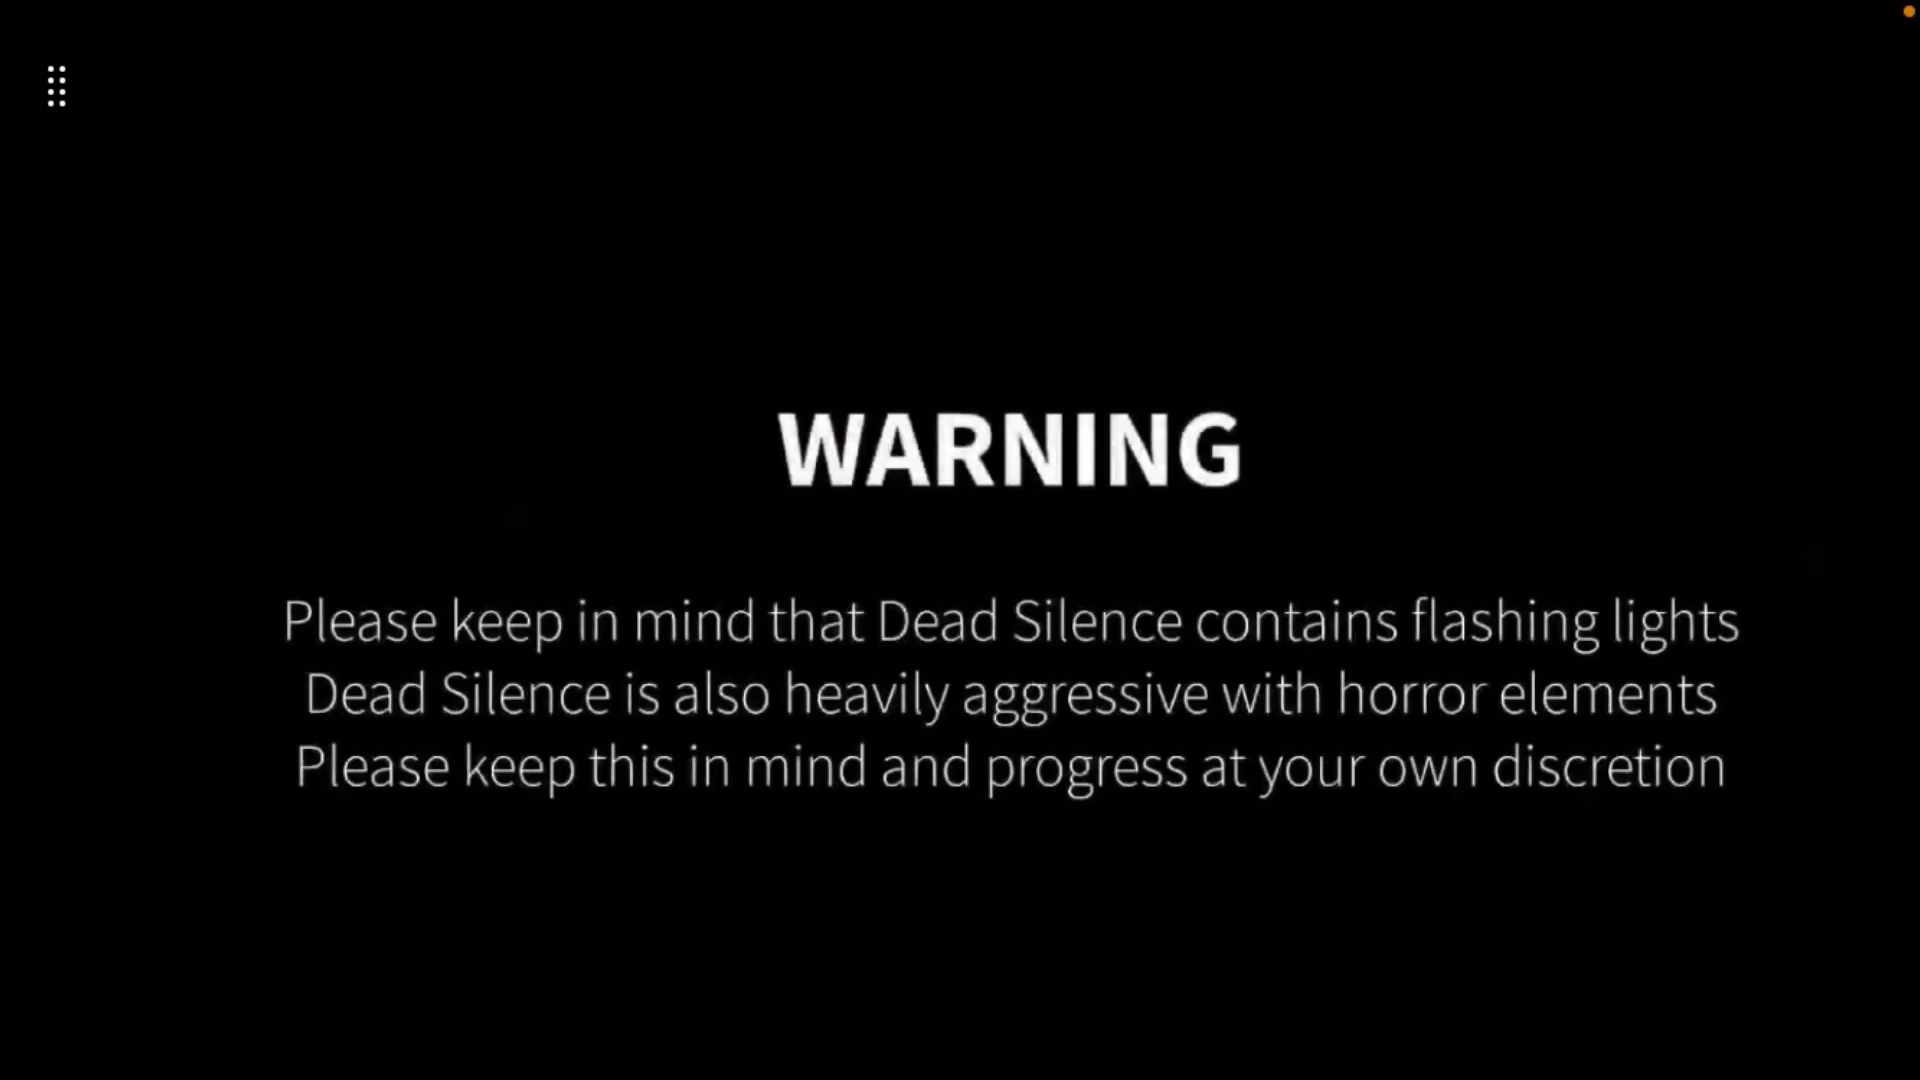 WARNING
Please keep in mind that Dead Silence contains flashing lights
Dead Silence is also heavily aggressive with horror elements
Please keep this in mind and progress at your own discretion